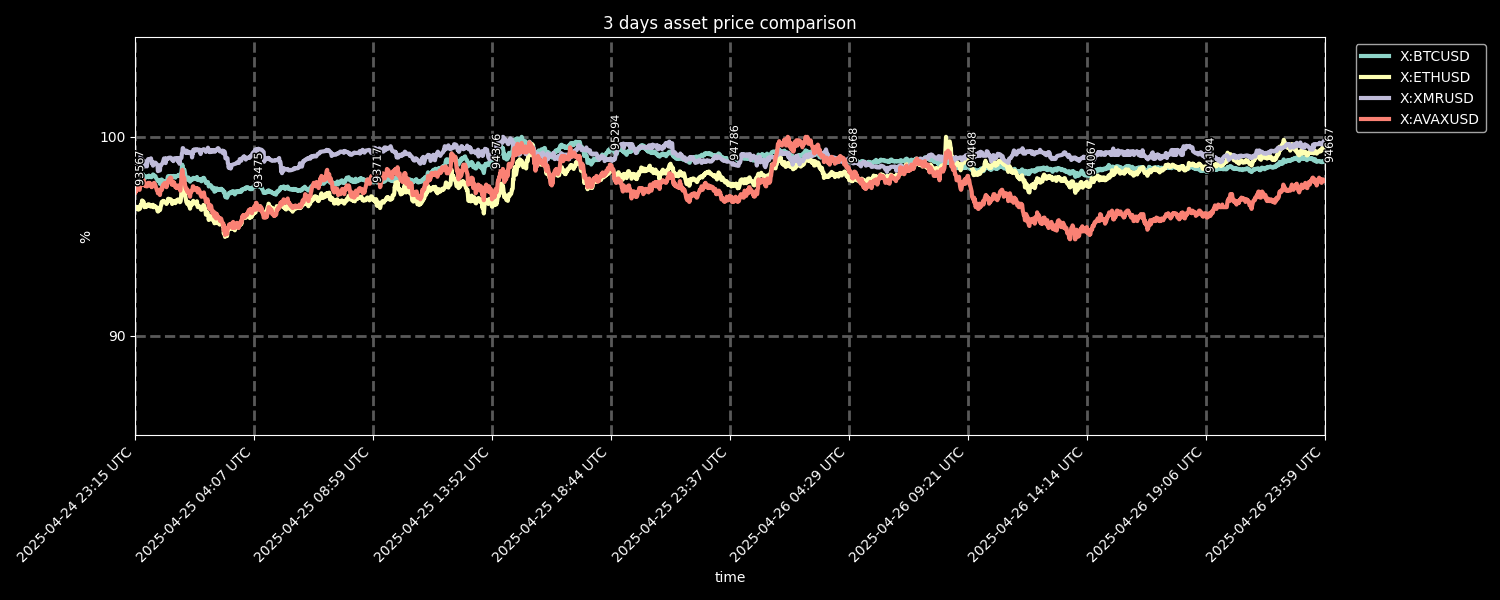 3 days asset price comparison
X:BTCUSD
X:ETHUSD
X:XMRUSD
X:AVAXUSD
100
90
%
93567
93475
93717
94376
95294
94786
94668
94468
94067
94194
94667
2025-04-24 23:15 UTC
2025-04-25 04:07 UTC
2025-04-25 08:59 UTC
2025-04-25 13:52 UTC
2025-04-25 18:44 UTC
2025-04-25 23:37 UTC
2025-04-26 04:29 UTC
2025-04-26 09:21 UTC
2025-04-26 14:14 UTC
2025-04-26 19:06 UTC
2025-04-26 23:59 UTC
time